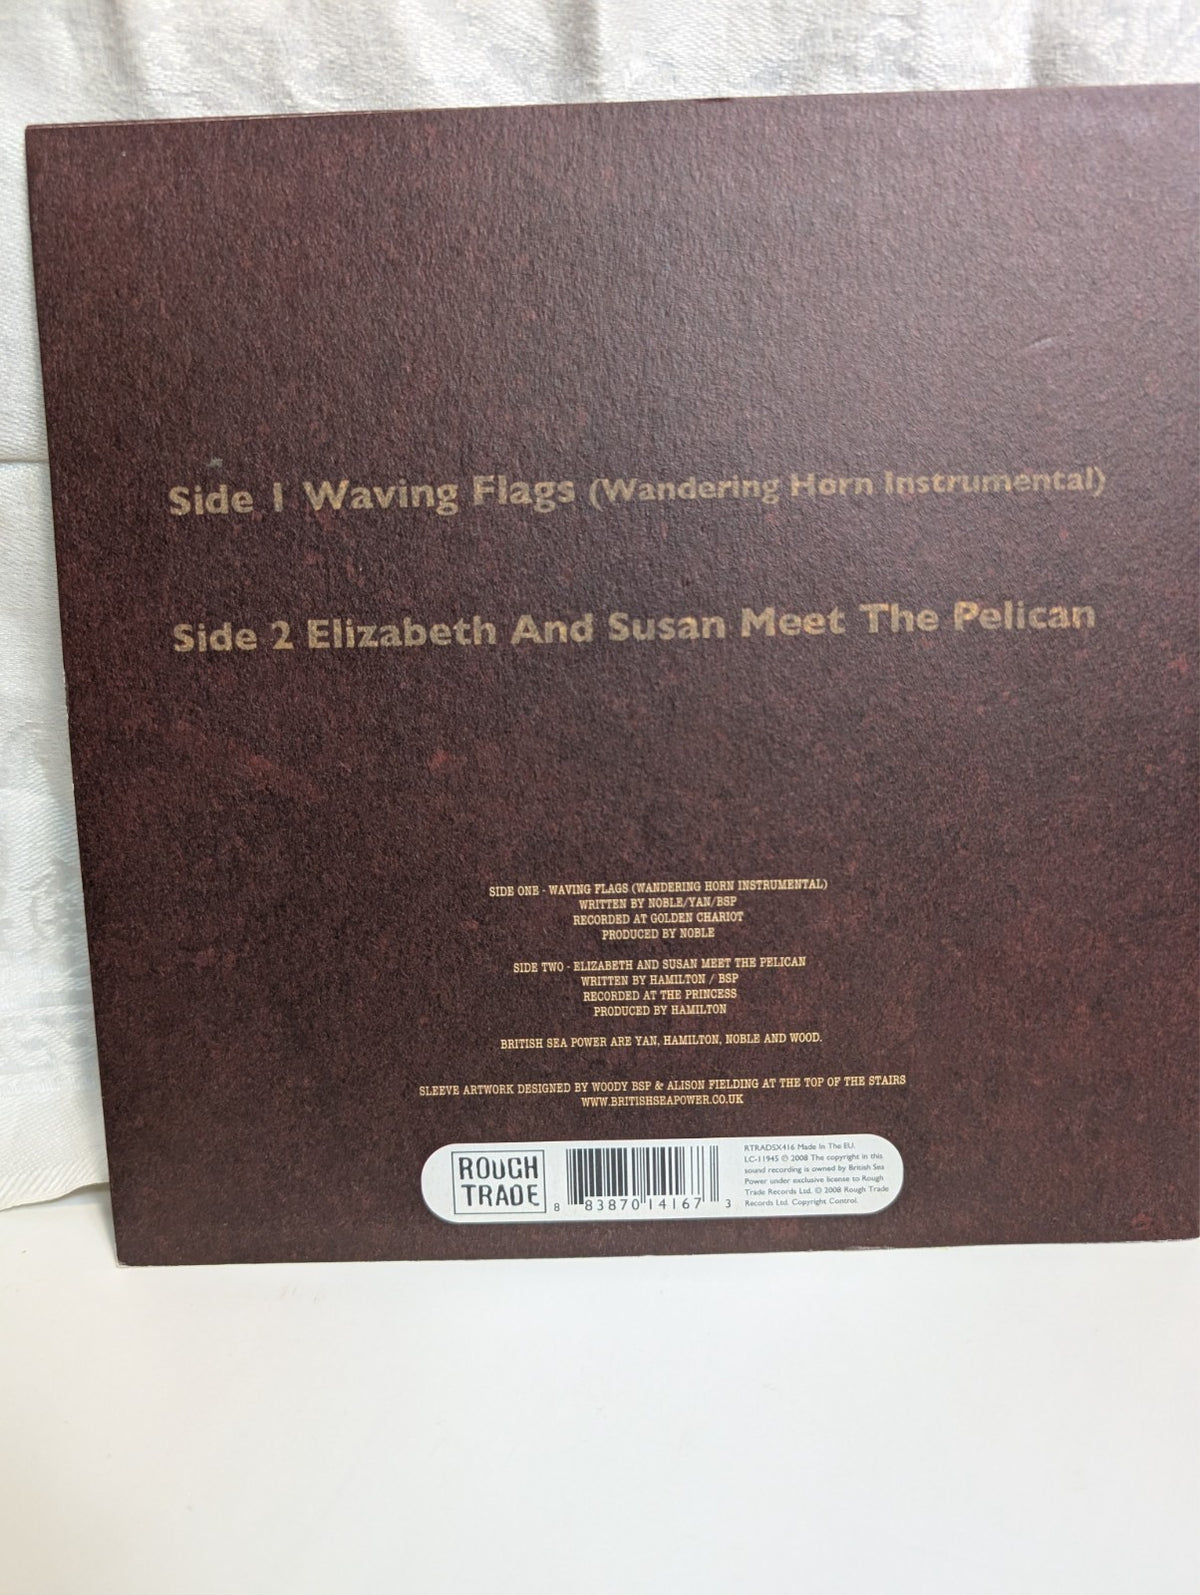 Side 1 Waving Flags (Wandering Horn Instrumental)
Side 2 Elizabeth And Susan Meet The Pelican
SIDE ONE - WAVING FLAGS (WANDERING HORN INSTRUMENTAL)
WRITTEN BY NOBLE/YAN/BSP
RECORDED AT GOLDEN CHARIOT
PRODUCED BY NOBLE
SIDE TWO - ELIZABETH AND SUSAN MEET THE PELICAN
WRITTEN BY HAMILTON / BSP
RECORDED AT THE PRINCESS
PRODUCED BY HAMILTON
BRITISH SEA POWER ARE YAN, HAMILTON, NOBLE AND WOOD.
SLEEVE ARTWORK DESIGNED BY WOODY BSP & ALISON FIELDING AT THE TOP OF THE STAIRS
WWW.BRITISHSEAPOWER.CO.UK
ROUGH
TRADE
8 83870 14167 3
RTRADSX416 Made In The EU.
LC-11945 ℗ 2008 The copyright in this
sound recording is owned by British Sea
Power under exclusive license to Rough
Trade Records Ltd. © 2008 Rough Trade
Records Ltd. Copyright Control.